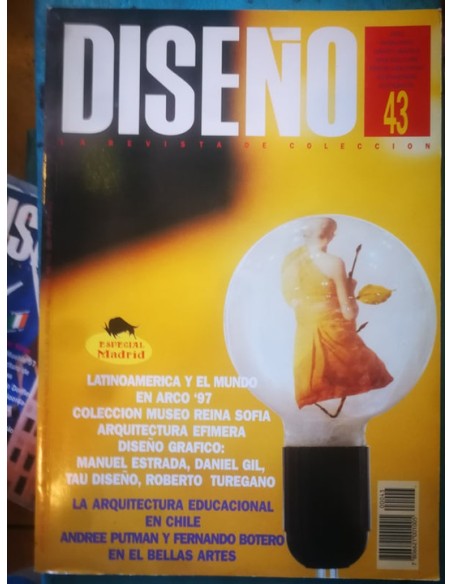 DISEÑO
43
LA REVISTA DE COLECCION
ESPECIAL
Madrid
LATINOAMERICA Y EL MUNDO
EN ARCO '97
COLECCION MUSEO REINA SOFIA
ARQUITECTURA EFIMERA
DISEÑO GRAFICO:
MANUEL ESTRADA, DANIEL GIL,
TAU DISEÑO, ROBERTO TUREGANO
LA ARQUITECTURA EDUCACIONAL
EN CHILE
ANDREE PUTMAN Y FERNANDO BOTERO
EN EL BELLAS ARTES
00043